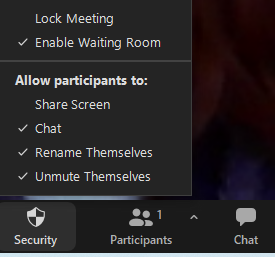 Lock Meeting
Enable Waiting Room
Allow participants to:
Share Screen
Chat
Rename Themselves
Unmute Themselves
1
Security
Participants
Chat